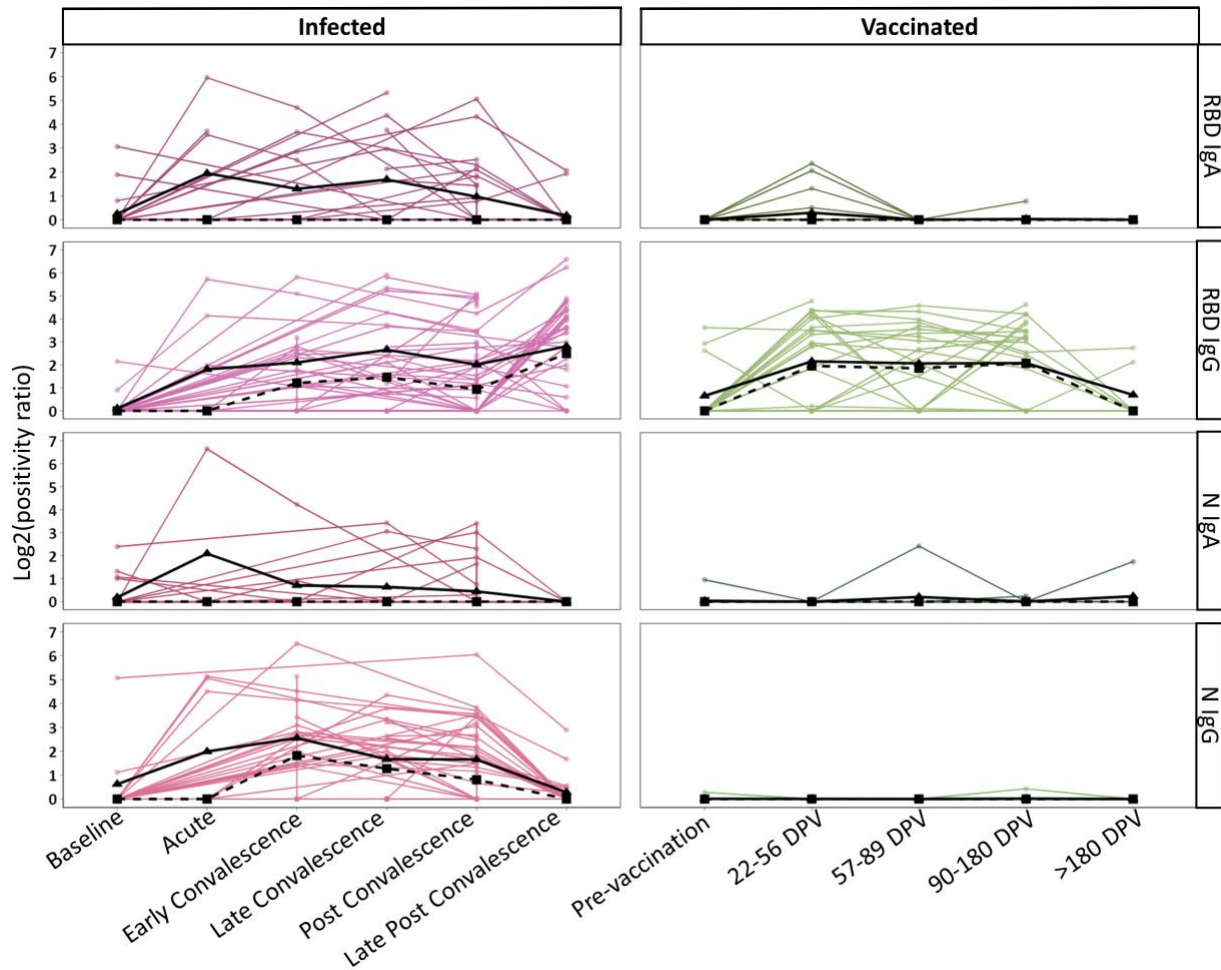 Infected
Vaccinated
Log2(positivity ratio)
7
6
5
4
3
2
1
0
RBD IgA
7
6
5
4
3
2
1
0
RBD IgG
7
6
5
4
3
2
1
0
N IgA
7
6
5
4
3
2
1
0
N IgG
Baseline
Acute
Early Convalescence
Late Convalescence
Post Convalescence
Late Post Convalescence
Pre-vaccination
22-56 DPV
57-89 DPV
90-180 DPV
>180 DPV